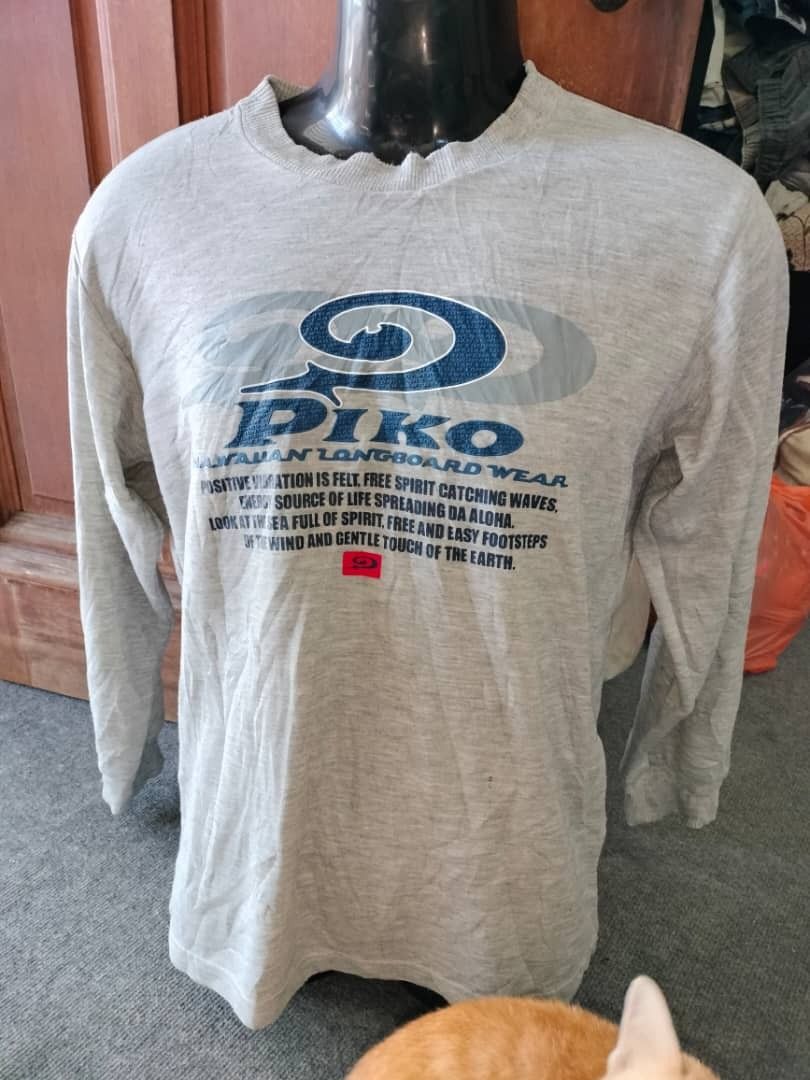 PIKO
HAWAIIAN LONGBOARD WEAR
POSITIVE VIBRATION IS FELT. FREE SPIRIT CATCHING WAVES,
ENERGY SOURCE OF LIFE SPREADING DA ALOHA.
LOOK AT THE SEA FULL OF SPIRIT, FREE AND EASY FOOTSTEPS
OF THE WIND AND GENTLE TOUCH OF THE EARTH.